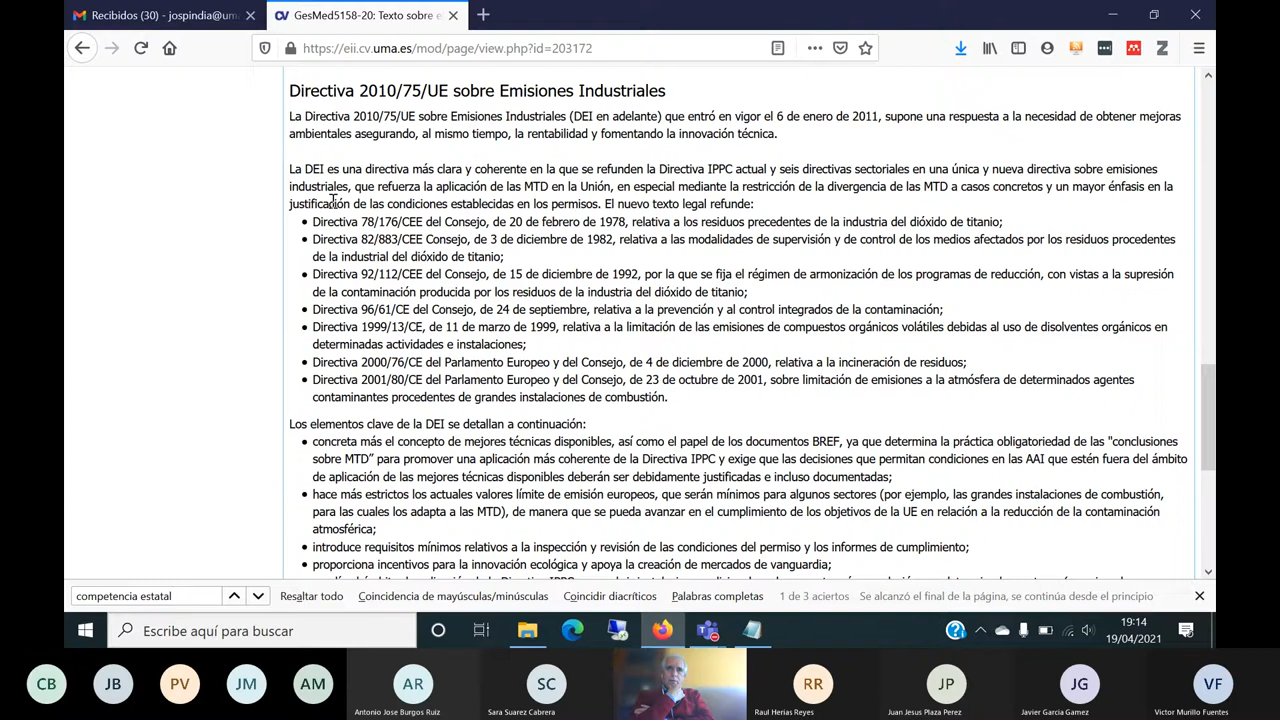 Recibidos (30) - jospindia@uma
GesMed5158-20: Texto sobre e
https://eii.cv.uma.es/mod/page/view.php?id=203172
Directiva 2010/75/UE sobre Emisiones Industriales
La Directiva 2010/75/UE sobre Emisiones Industriales (DEI en adelante) que entró en vigor el 6 de enero de 2011, supone una respuesta a la necesidad de obtener mejoras
ambientales asegurando, al mismo tiempo, la rentabilidad y fomentando la innovación técnica.
La DEI es una directiva más clara y coherente en la que se refunden la Directiva IPPC actual y seis directivas sectoriales en una única y nueva directiva sobre emisiones
industriales, que refuerza la aplicación de las MTD en la Unión, en especial mediante la restricción de la divergencia de las MTD a casos concretos y un mayor énfasis en la
justificación de las condiciones establecidas en los permisos. El nuevo texto legal refunde:
• Directiva 78/176/CEE del Consejo, de 20 de febrero de 1978, relativa a los residuos precedentes de la industria del dióxido de titanio;
• Directiva 82/883/CEE Consejo, de 3 de diciembre de 1982, relativa a las modalidades de supervisión y de control de los medios afectados por los residuos procedentes
de la industrial del dióxido de titanio;
• Directiva 92/112/CEE del Consejo, de 15 de diciembre de 1992, por la que se fija el régimen de armonización de los programas de reducción, con vistas a la supresión
de la contaminación producida por los residuos de la industria del dióxido de titanio;
• Directiva 96/61/CE del Consejo, de 24 de septiembre, relativa a la prevención y al control integrados de la contaminación;
• Directiva 1999/13/CE, de 11 de marzo de 1999, relativa a la limitación de las emisiones de compuestos orgánicos volátiles debidas al uso de disolventes orgánicos en
determinadas actividades e instalaciones;
• Directiva 2000/76/CE del Parlamento Europeo y del Consejo, de 4 de diciembre de 2000, relativa a la incineración de residuos;
• Directiva 2001/80/CE del Parlamento Europeo y del Consejo, de 23 de octubre de 2001, sobre limitación de emisiones a la atmósfera de determinados agentes
contaminantes procedentes de grandes instalaciones de combustión.
Los elementos clave de la DEI se detallan a continuación:
• concreta más el concepto de mejores técnicas disponibles, así como el papel de los documentos BREF, ya que determina la práctica obligatoriedad de las "conclusiones
sobre MTD" para promover una aplicación más coherente de la Directiva IPPC y exige que las decisiones que permitan condiciones en las AAI que estén fuera del ámbito
de aplicación de las mejores técnicas disponibles deberán ser debidamente justificadas e incluso documentadas;
• hace más estrictos los actuales valores límite de emisión europeos, que serán mínimos para algunos sectores (por ejemplo, las grandes instalaciones de combustión,
para las cuales los adapta a las MTD), de manera que se pueda avanzar en el cumplimiento de los objetivos de la UE en relación a la reducción de la contaminación
atmosférica;
• introduce requisitos mínimos relativos a la inspección y revisión de las condiciones del permiso y los informes de cumplimiento;
• proporciona incentivos para la innovación ecológica y apoya la creación de mercados de vanguardia;
competencia estatal
Resaltar todo
Coincidencia de mayúsculas/minúsculas
Coincidir diacríticos
Palabras completas
1 de 3 aciertos
Se alcanzó el final de la página, se continúa desde el principio
Escribe aquí para buscar
19:14
19/04/2021
CB
JB
PV
JM
AM
AR
SC
RR
JP
JG
VF
Antonio Jose Burgos Ruiz
Sara Suarez Cabrera
Raul Herias Reyes
Juan Jesus Plaza Perez
Javier Garcia Gamez
Victor Murillo Fuentes